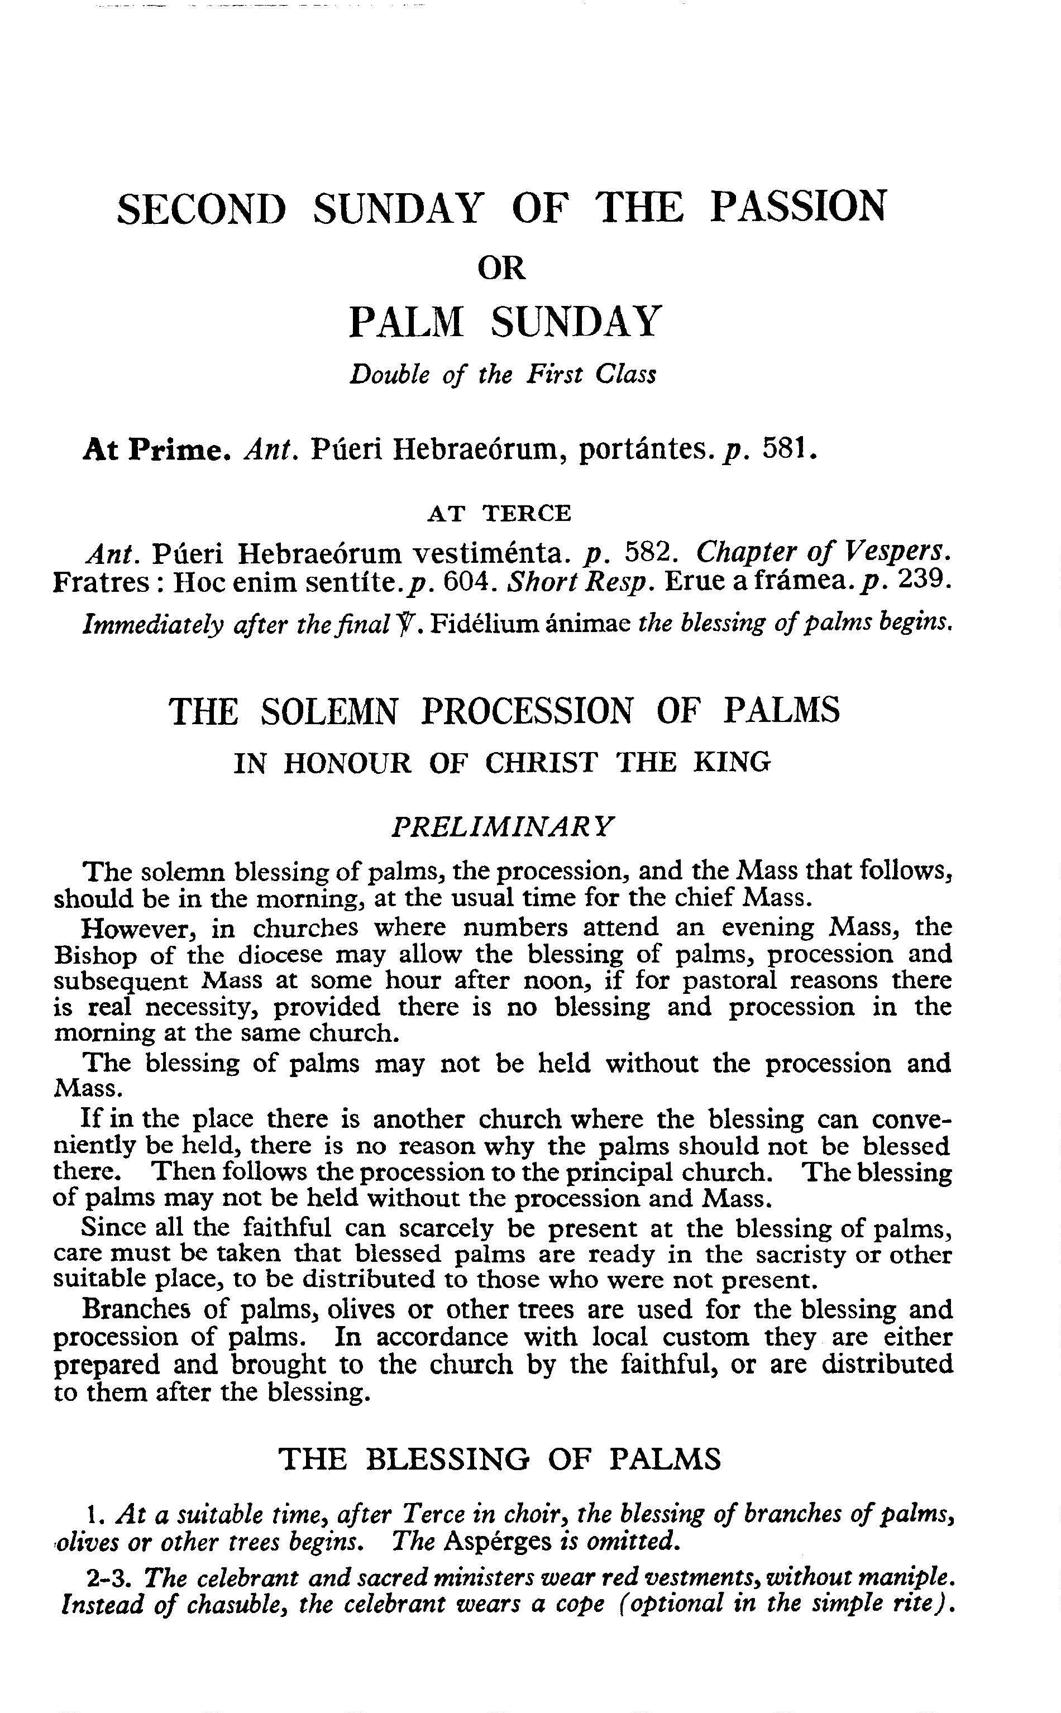 SECOND SUNDAY OF THE PASSION
OR
PALM SUNDAY
Double of the First Class
At Prime. Ant. Púeri Hebraeórum, portántes. p. 581.
AT TERCE
Ant. Púeri Hebraeórum vestiménta. p. 582. Chapter of Vespers.
Fratres : Hoc enim sentíte. p. 604. Short Resp. Erue a frámea. p. 239.
Immediately after the final ℣. Fidélium ánimae the blessing of palms begins.
THE SOLEMN PROCESSION OF PALMS
IN HONOUR OF CHRIST THE KING
PRELIMINARY
The solemn blessing of palms, the procession, and the Mass that follows,
should be in the morning, at the usual time for the chief Mass.
However, in churches where numbers attend an evening Mass, the
Bishop of the diocese may allow the blessing of palms, procession and
subsequent Mass at some hour after noon, if for pastoral reasons there
is real necessity, provided there is no blessing and procession in the
morning at the same church.
The blessing of palms may not be held without the procession and
Mass.
If in the place there is another church where the blessing can conve-
niently be held, there is no reason why the palms should not be blessed
there. Then follows the procession to the principal church. The blessing
of palms may not be held without the procession and Mass.
Since all the faithful can scarcely be present at the blessing of palms,
care must be taken that blessed palms are ready in the sacristy or other
suitable place, to be distributed to those who were not present.
Branches of palms, olives or other trees are used for the blessing and
procession of palms. In accordance with local custom they are either
prepared and brought to the church by the faithful, or are distributed
to them after the blessing.
THE BLESSING OF PALMS
1. At a suitable time, after Terce in choir, the blessing of branches of palms,
olives or other trees begins. The Aspérges is omitted.
2-3. The celebrant and sacred ministers wear red vestments, without maniple.
Instead of chasuble, the celebrant wears a cope (optional in the simple rite).